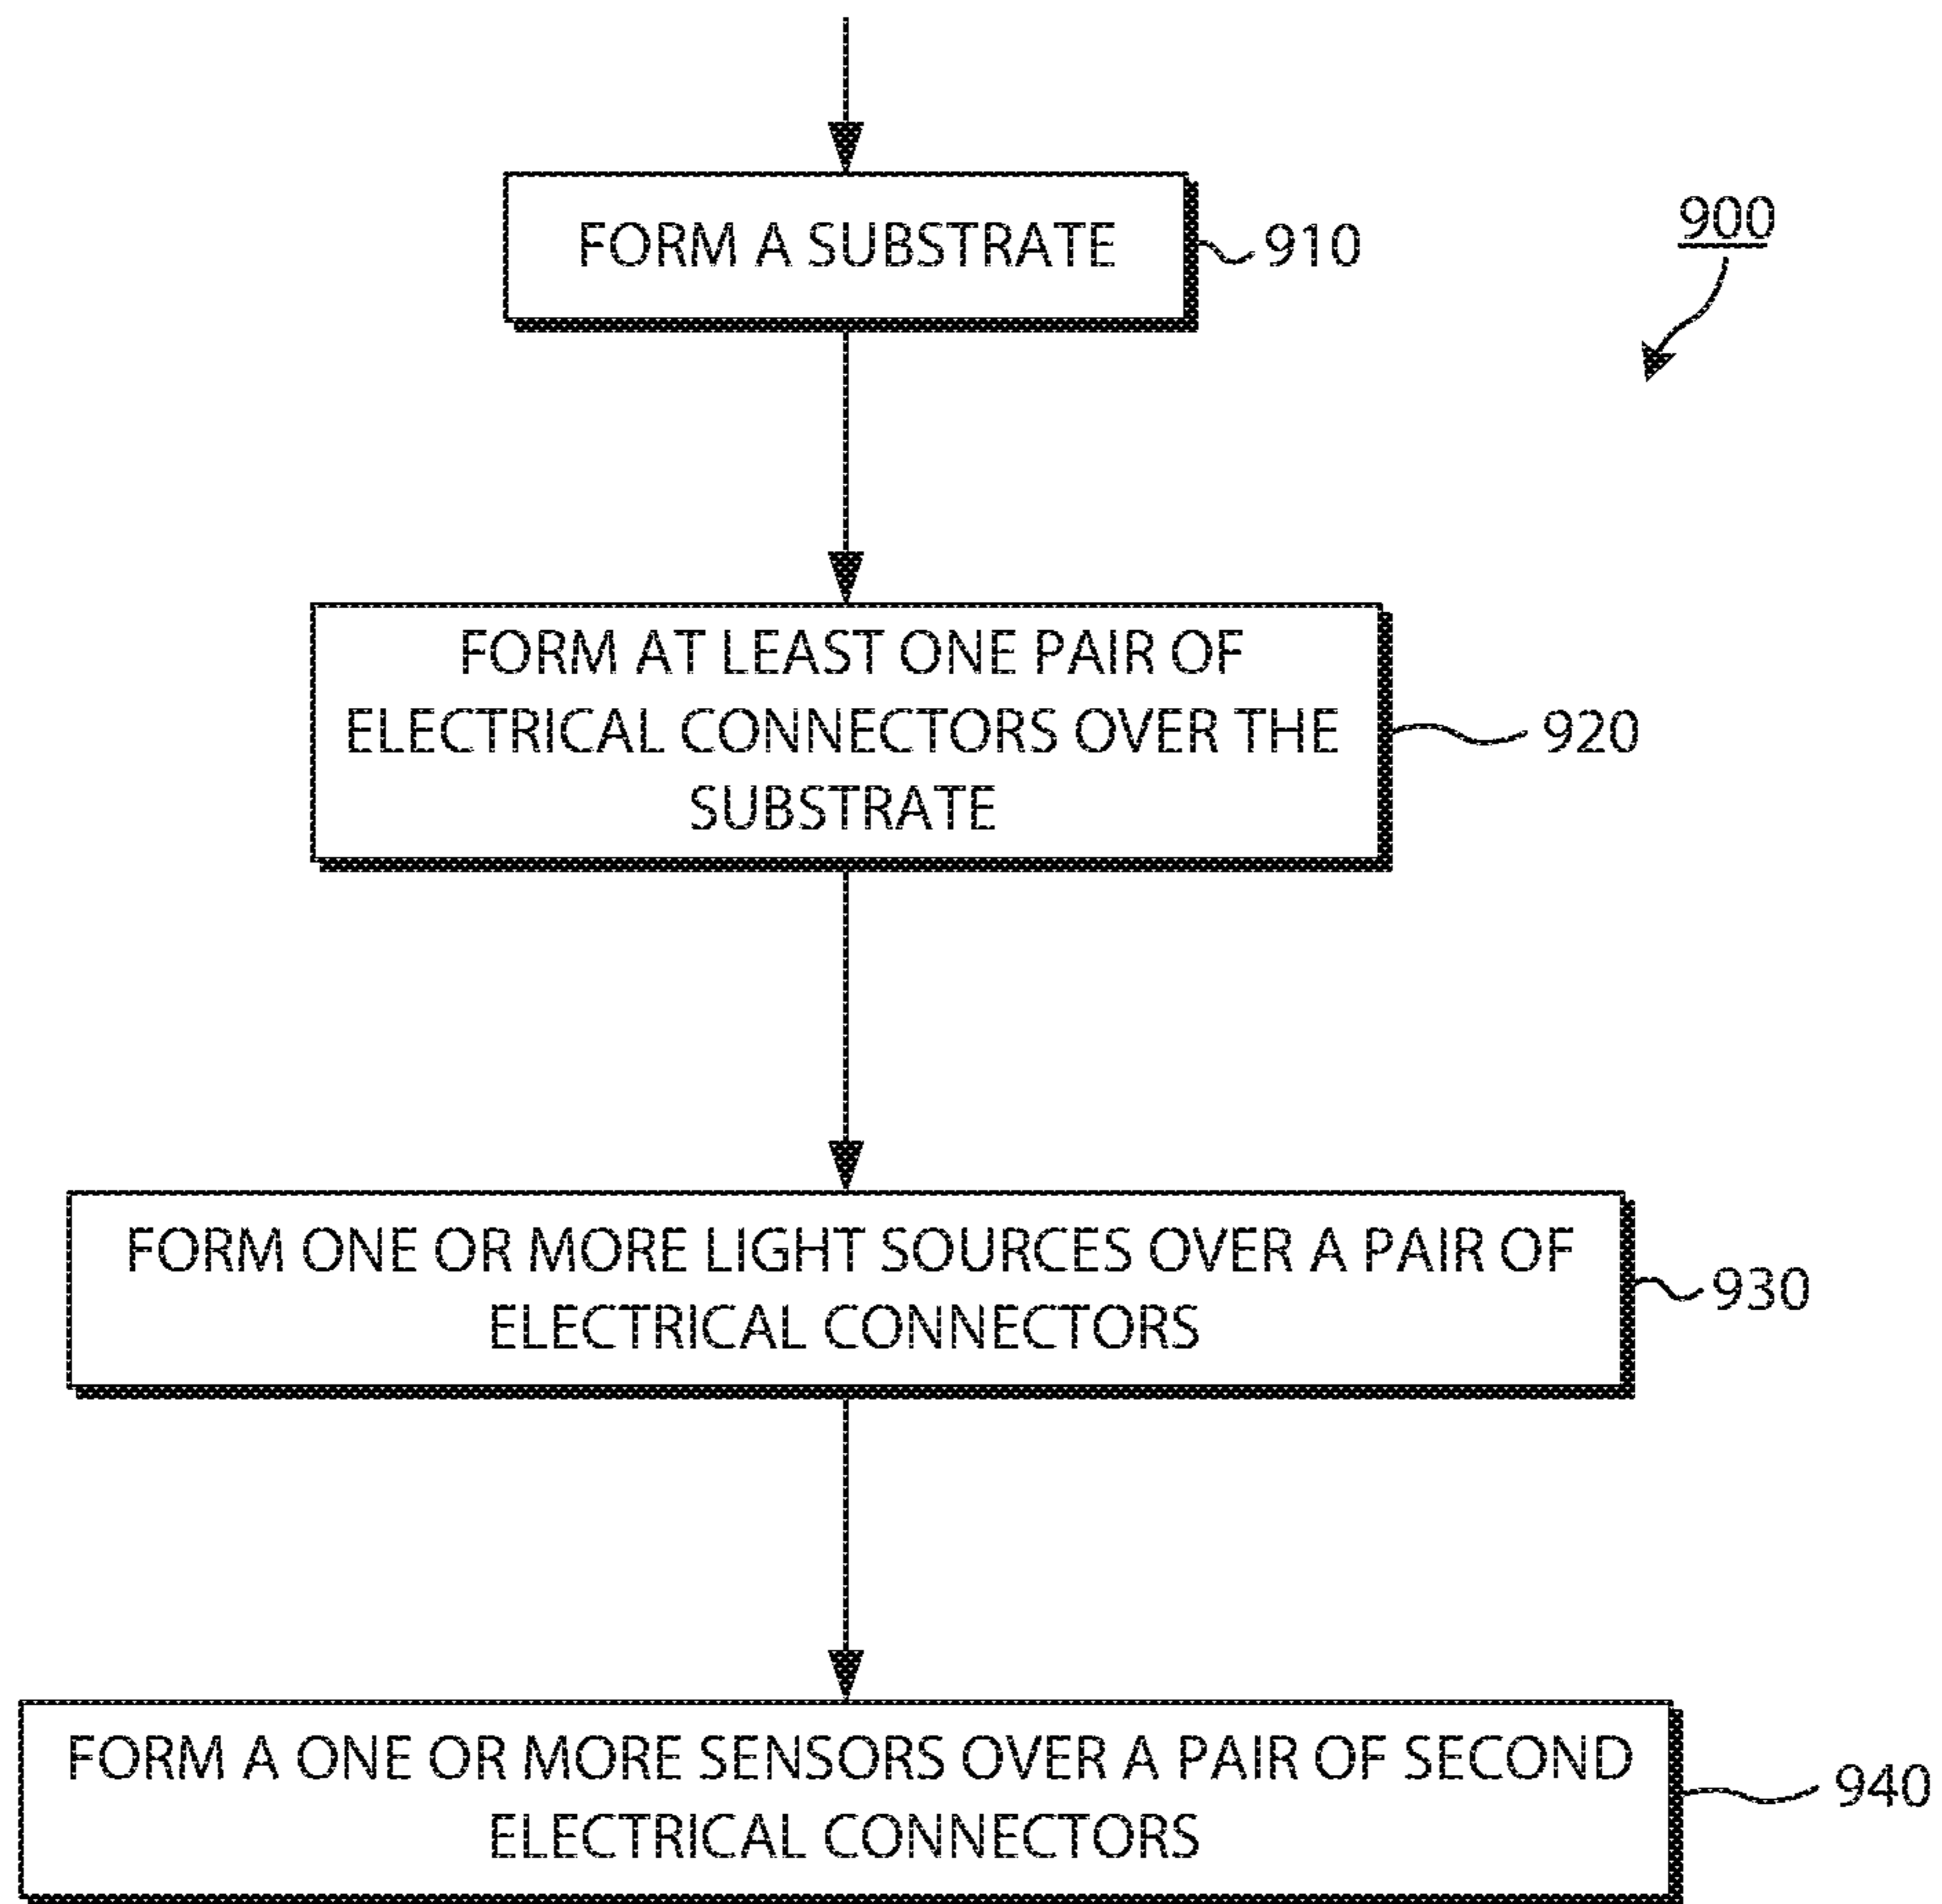 FORM A SUBSTRATE
910
900
FORM AT LEAST ONE PAIR OF
ELECTRICAL CONNECTORS OVER THE
SUBSTRATE
920
FORM ONE OR MORE LIGHT SOURCES OVER A PAIR OF
ELECTRICAL CONNECTORS
930
FORM A ONE OR MORE SENSORS OVER A PAIR OF SECOND
ELECTRICAL CONNECTORS
940